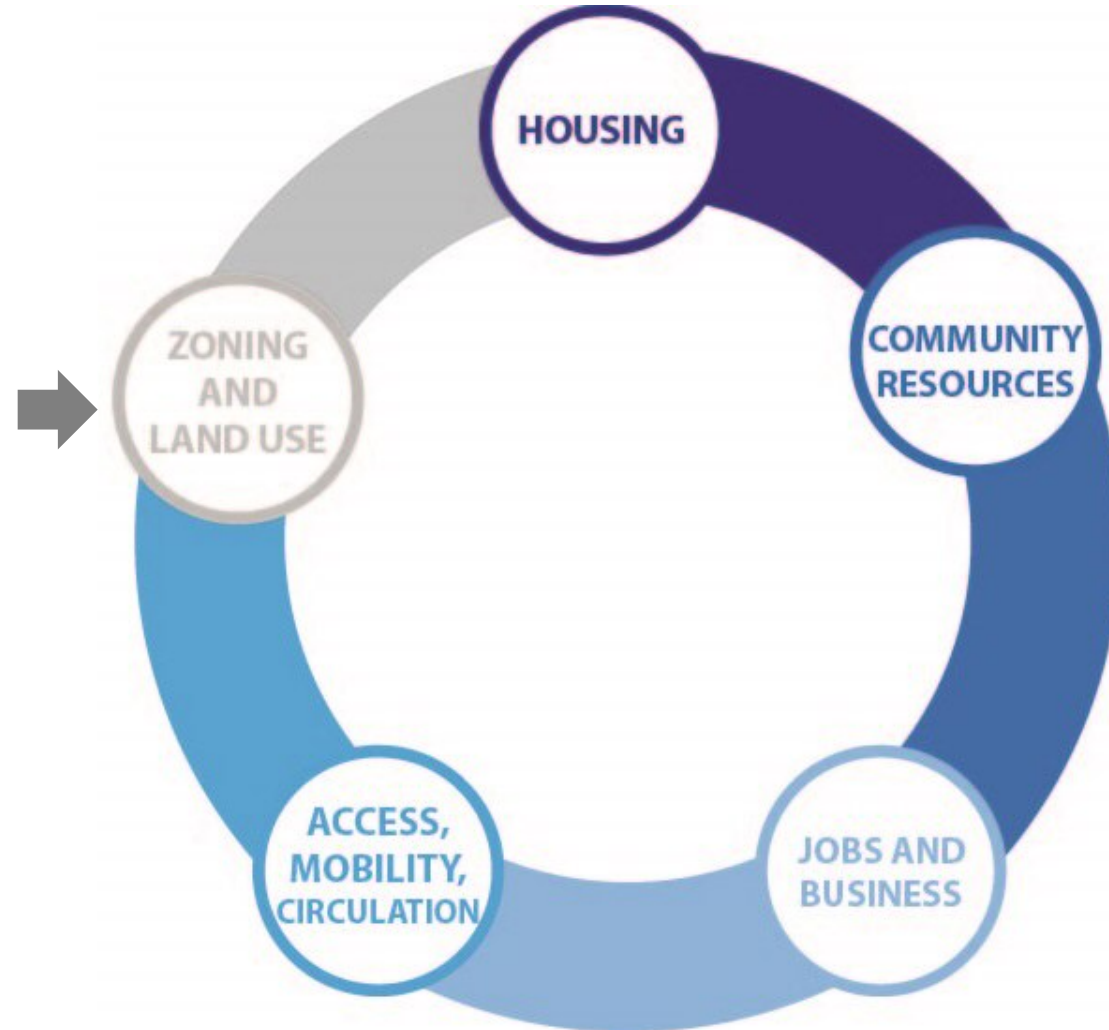 HOUSING
COMMUNITY
RESOURCES
JOBS AND
BUSINESS
ACCESS,
MOBILITY,
CIRCULATION
ZONING
AND
LAND USE